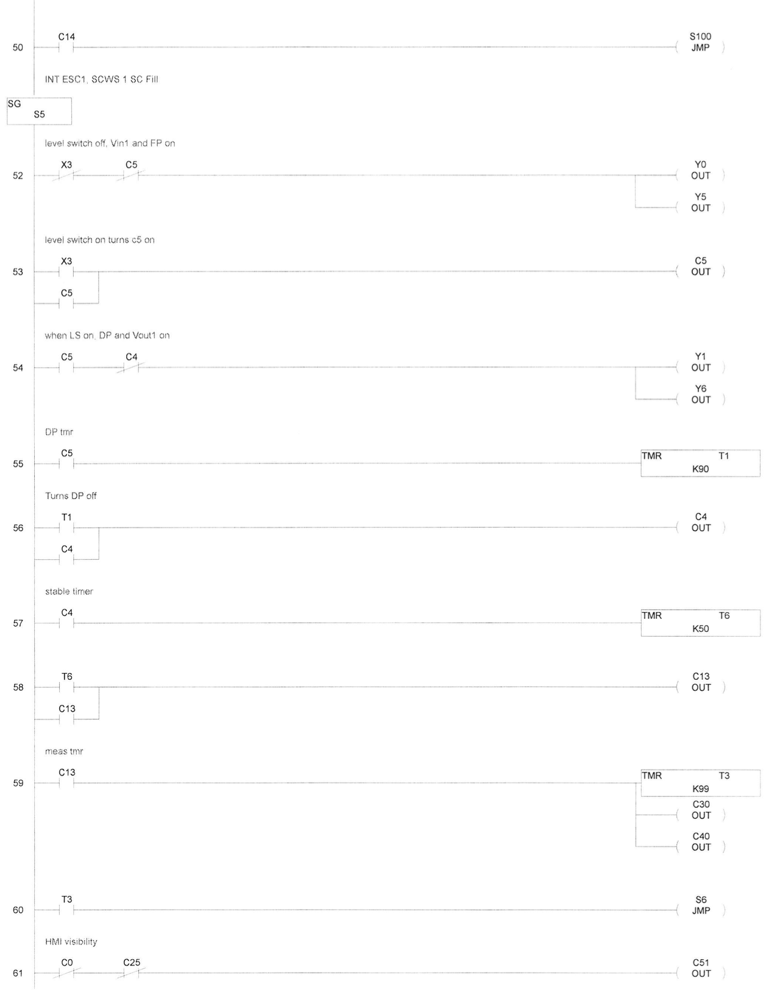 C14 S100
50 JMP
INT ESC1, SCWS 1 SC Fill
SG
S5
level switch off, Vin1 and FP on
X3 C5 Y0
52 OUT
Y5
OUT
level switch on turns c5 on
X3 C5
53 OUT
C5
when LS on, DP and Vout1 on
C5 C4 Y1
54 OUT
Y6
OUT
DP tmr
C5 TMR T1
55 K90
Turns DP off
T1 C4
56 OUT
C4
stable timer
C4 TMR T6
57 K50
T6 C13
58 OUT
C13
meas tmr
C13 TMR T3
59 K99
C30
OUT
C40
OUT
T3 S6
60 JMP
HMI visibility
C0 C25 C51
61 OUT